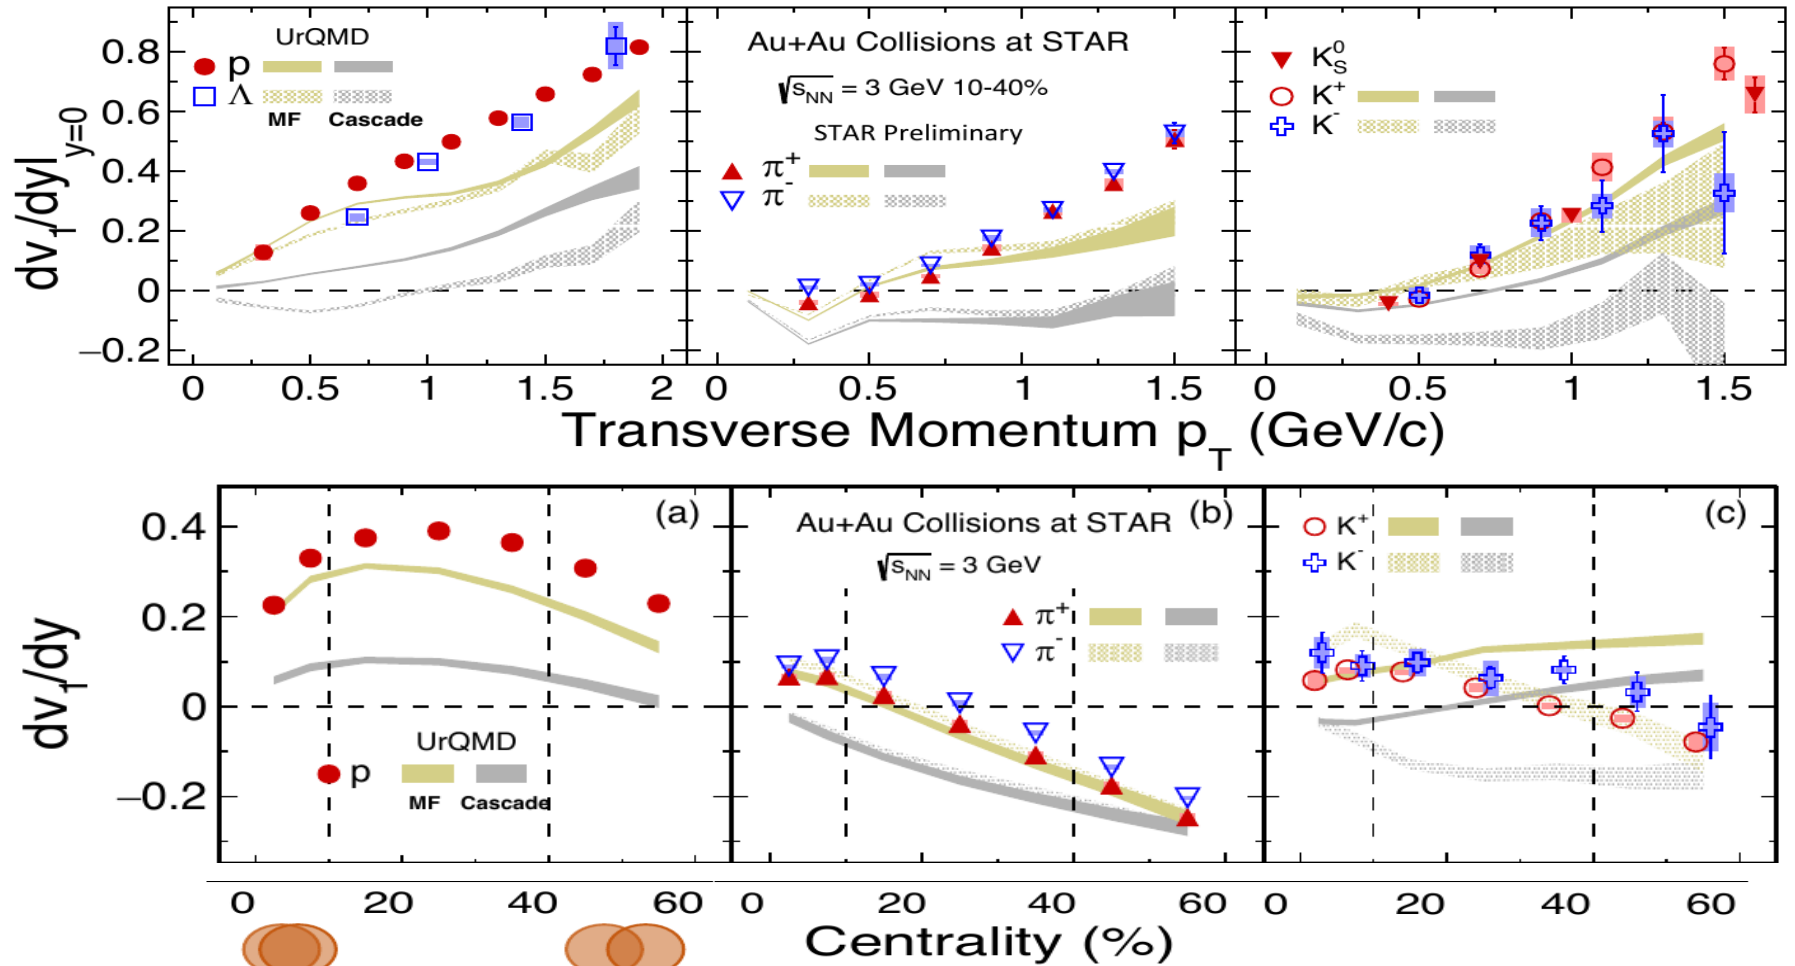 UrQMD
p
Λ
MF Cascade
0.8
0.6
0.4
0.2
0
−0.2
dv₁/dy|y=0
Au+Au Collisions at STAR
√sNN = 3 GeV 10-40%
STAR Preliminary
π⁺
π⁻
K⁰S
K⁺
K⁻
0 0.5 1 1.5 2
0 0.5 1 1.5
0 0.5 1 1.5
Transverse Momentum pT (GeV/c)
(a)
0.4
0.2
0
−0.2
dv₁/dy
UrQMD
p
MF Cascade
(b)
Au+Au Collisions at STAR
√sNN = 3 GeV
π⁺
π⁻
(c)
K⁺
K⁻
0 20 40 60
0 20 40 60
0 20 40 60
Centrality (%)